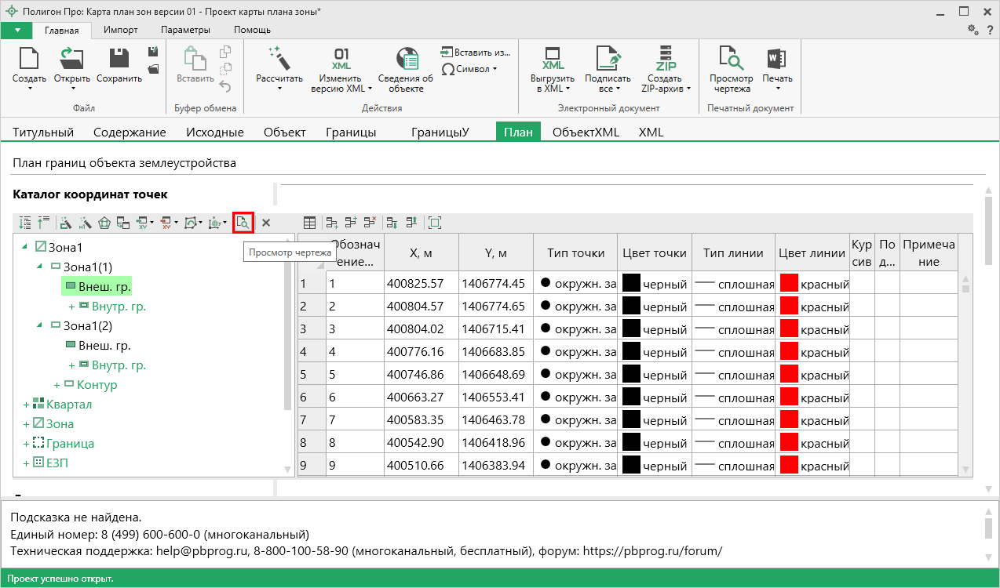 Полигон Про: Карта план зон версии 01 - Проект карты плана зоны*
Главная Импорт Параметры Помощь
Создать Открыть Сохранить
Файл
Вставить
Буфер обмена
Рассчитать
01 XML
Изменить
версию XML
Сведения об
объекте
Вставить из...
Символ
Действия
XML
Выгрузить
в XML
Подписать
все
ZIP
Создать
ZIP-архив
Электронный документ
Просмотр
чертежа
Печать
Печатный документ
Титульный Содержание Исходные Объект Границы ГраницыУ План ОбъектXML XML
План границ объекта землеустройства
Каталог координат точек
Просмотр чертежа
Зона1
Зона1(1)
Внеш. гр.
+ Внутр. гр.
Зона1(2)
Внеш. гр.
+ Внутр. гр.
+ Контур
+ Квартал
+ Зона
+ Граница
+ ЕЗП
Обознач
ение... X, м Y, м Тип точки Цвет точки Тип линии Цвет линии Кур
сив По
д... Примеча
ние
1 1 400825.57 1406774.45 окружн. за черный сплошная красный
2 2 400804.57 1406774.65 окружн. за черный сплошная красный
3 3 400804.02 1406715.41 окружн. за черный сплошная красный
4 4 400776.16 1406683.85 окружн. за черный сплошная красный
5 5 400746.86 1406648.69 окружн. за черный сплошная красный
6 6 400663.27 1406553.41 окружн. за черный сплошная красный
7 7 400583.35 1406463.78 окружн. за черный сплошная красный
8 8 400542.90 1406418.96 окружн. за черный сплошная красный
9 9 400510.66 1406383.94 окружн. за черный сплошная красный
Подсказка не найдена.
Единый номер: 8 (499) 600-600-0 (многоканальный)
Техническая поддержка: help@pbprog.ru, 8-800-100-58-90 (многоканальный, бесплатный), форум: https://pbprog.ru/forum/
Проект успешно открыт.